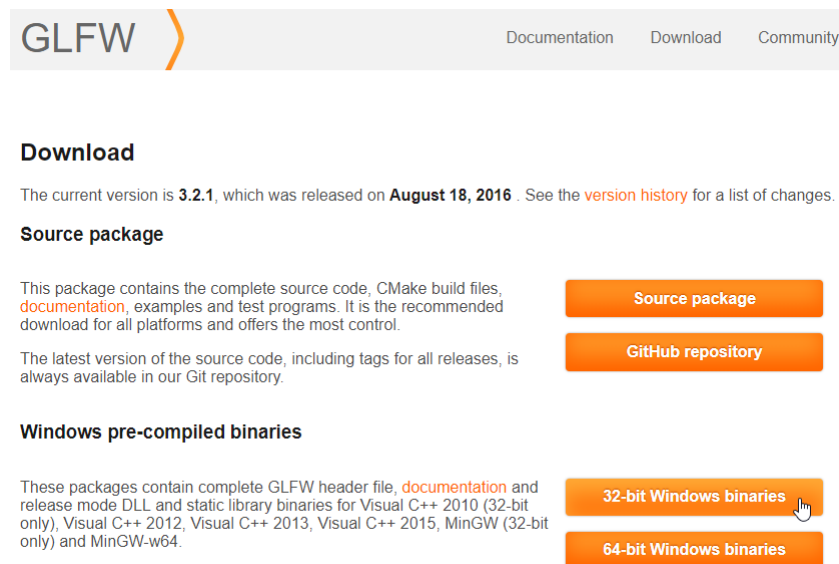 GLFW
Documentation Download Community
Download
The current version is 3.2.1, which was released on August 18, 2016 . See the version history for a list of changes.
Source package
This package contains the complete source code, CMake build files,
documentation, examples and test programs. It is the recommended
download for all platforms and offers the most control.
Source package
The latest version of the source code, including tags for all releases, is
always available in our Git repository.
GitHub repository
Windows pre-compiled binaries
These packages contain complete GLFW header file, documentation and
release mode DLL and static library binaries for Visual C++ 2010 (32-bit
only), Visual C++ 2012, Visual C++ 2013, Visual C++ 2015, MinGW (32-bit
only) and MinGW-w64.
32-bit Windows binaries
64-bit Windows binaries